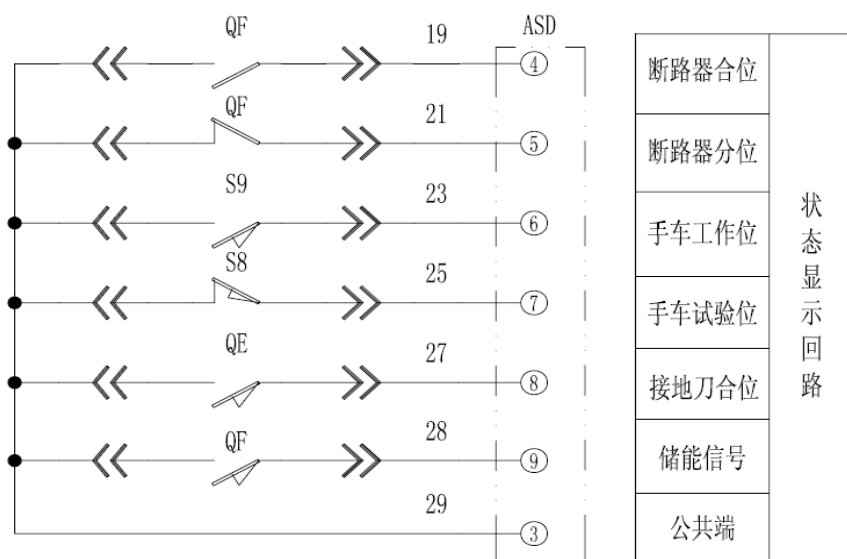 QF 19 ASD
④ 断路器合位
QF 21
⑤ 断路器分位
S9 23
⑥ 手车工作位
S8 25
⑦ 手车试验位
QE 27
⑧ 接地刀合位
QF 28
⑨ 储能信号
29
③ 公共端
状态显示回路